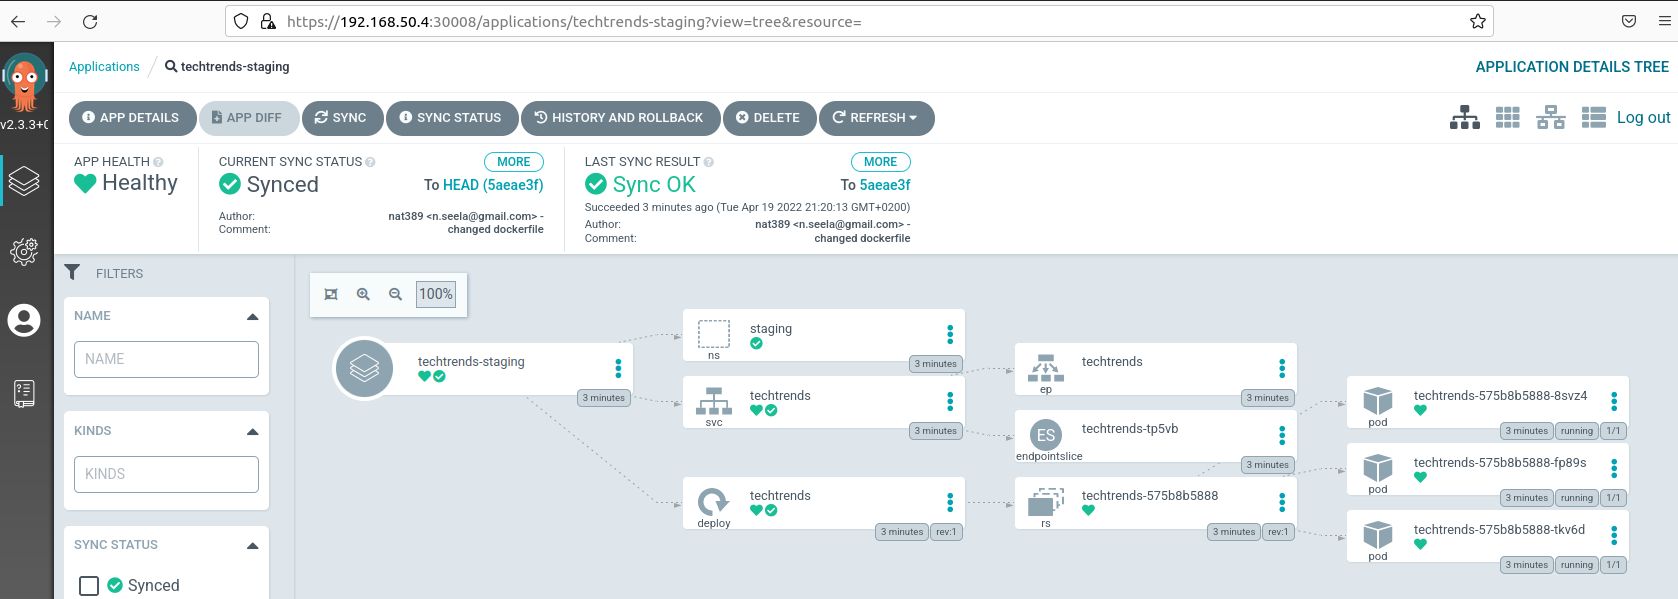 https://192.168.50.4:30008/applications/techtrends-staging?view=tree&resource=
v2.3.3+0
Applications / techtrends-staging
APPLICATION DETAILS TREE
APP DETAILS
APP DIFF
SYNC
SYNC STATUS
HISTORY AND ROLLBACK
DELETE
REFRESH
Log out
APP HEALTH
Healthy
CURRENT SYNC STATUS
MORE
Synced
To HEAD (5aeae3f)
Author: nat389 <n.seela@gmail.com> -
Comment: changed dockerfile
LAST SYNC RESULT
MORE
Sync OK
To 5aeae3f
Succeeded 3 minutes ago (Tue Apr 19 2022 21:20:13 GMT+0200)
Author: nat389 <n.seela@gmail.com> -
Comment: changed dockerfile
FILTERS
NAME
NAME
KINDS
KINDS
SYNC STATUS
Synced
100%
techtrends-staging
3 minutes
staging
ns
3 minutes
techtrends
svc
3 minutes
techtrends
deploy
3 minutes
rev:1
techtrends
ep
3 minutes
ES
techtrends-tp5vb
endpointslice
3 minutes
techtrends-575b8b5888
rs
3 minutes
rev:1
techtrends-575b8b5888-8svz4
pod
3 minutes
running
1/1
techtrends-575b8b5888-fp89s
pod
3 minutes
running
1/1
techtrends-575b8b5888-tkv6d
pod
3 minutes
running
1/1